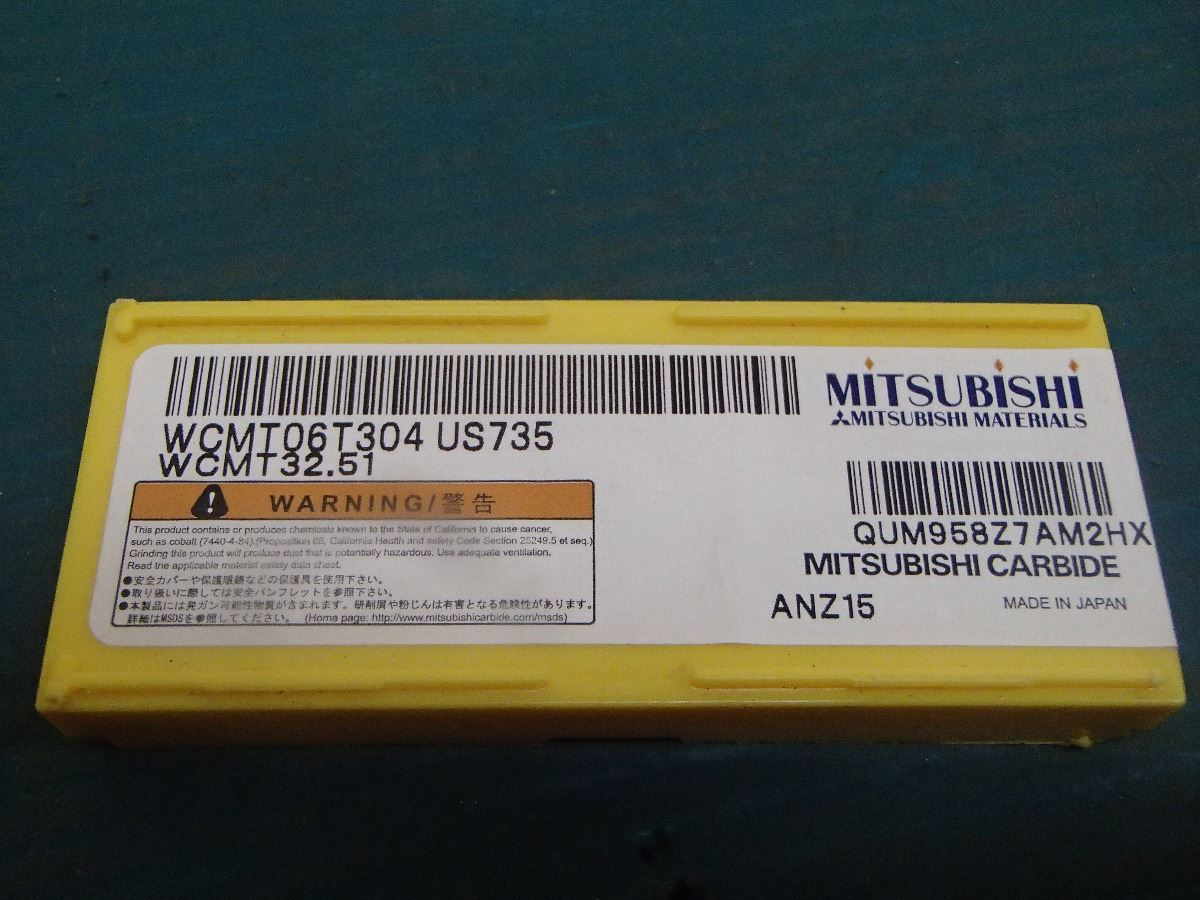 WCMT06T304 US735
WCMT32.51
WARNING/警告
This product contains or produces chemicals known to the State of California to cause cancer,
such as cobalt (7440-4-84).(Proposition 65, California Health and safety Code Section 25249.5 et seq.)
Grinding this product will produce dust that is potentially hazardous. Use adequate ventilation.
Read the applicable material safety data sheet.
●安全カバーや保護眼鏡などの保護具を使用下さい。
●取り扱いに際しては安全パンフレットを参照下さい。
●本製品には発ガン可能性物質が含まれます。研削屑や粉じんは有害となる危険性があります。
詳細はMSDSを参照してください。 (Home page: http://www.mitsubishicarbide.com/msds)
MITSUBISHI
MITSUBISHI MATERIALS
QUM958Z7AM2HX
MITSUBISHI CARBIDE
ANZ15 MADE IN JAPAN